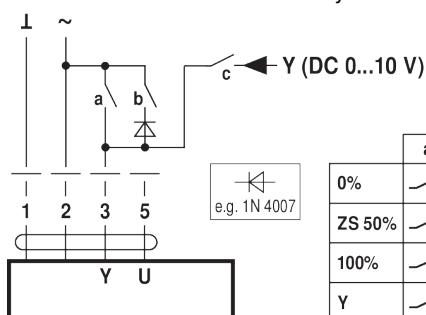 ⊥ ~
a b c Y (DC 0...10 V)
1 2 3 5
Y U
e.g. 1N 4007
a
0%
ZS 50%
100%
Y